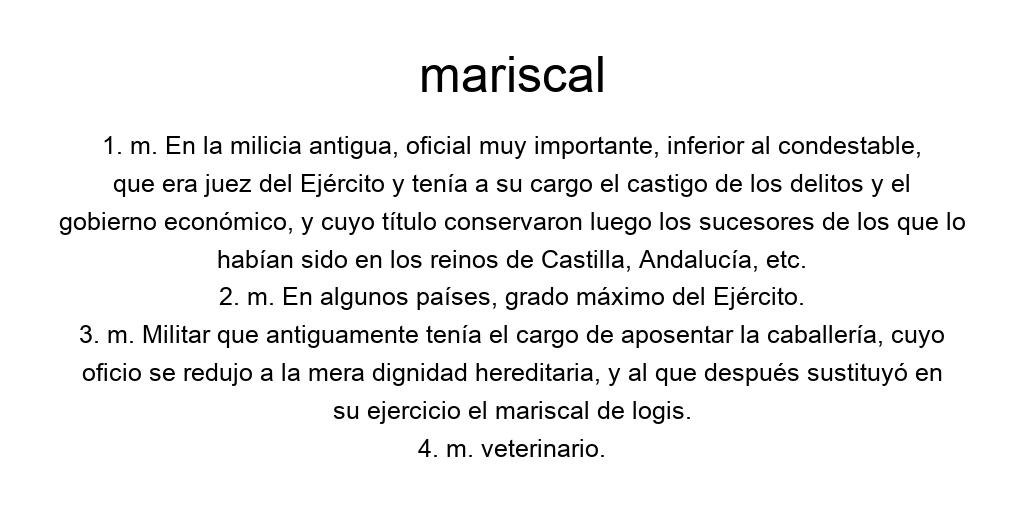 mariscal
1. m. En la milicia antigua, oficial muy importante, inferior al condestable,
que era juez del Ejército y tenía a su cargo el castigo de los delitos y el
gobierno económico, y cuyo título conservaron luego los sucesores de los que lo
habían sido en los reinos de Castilla, Andalucía, etc.
2. m. En algunos países, grado máximo del Ejército.
3. m. Militar que antiguamente tenía el cargo de aposentar la caballería, cuyo
oficio se redujo a la mera dignidad hereditaria, y al que después sustituyó en
su ejercicio el mariscal de logis.
4. m. veterinario.